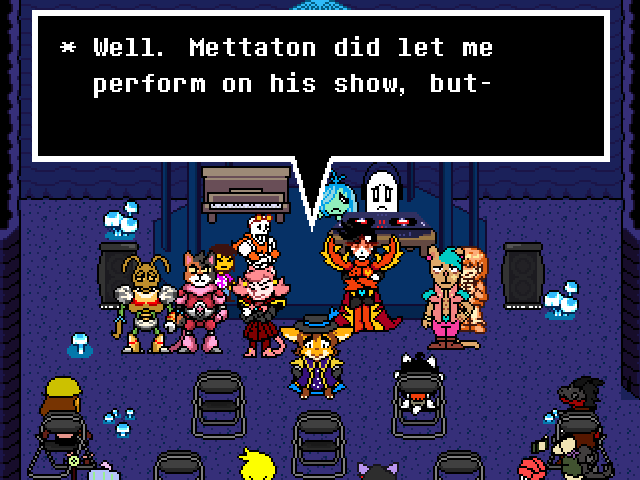 * Well. Mettaton did let me
perform on his show, but-